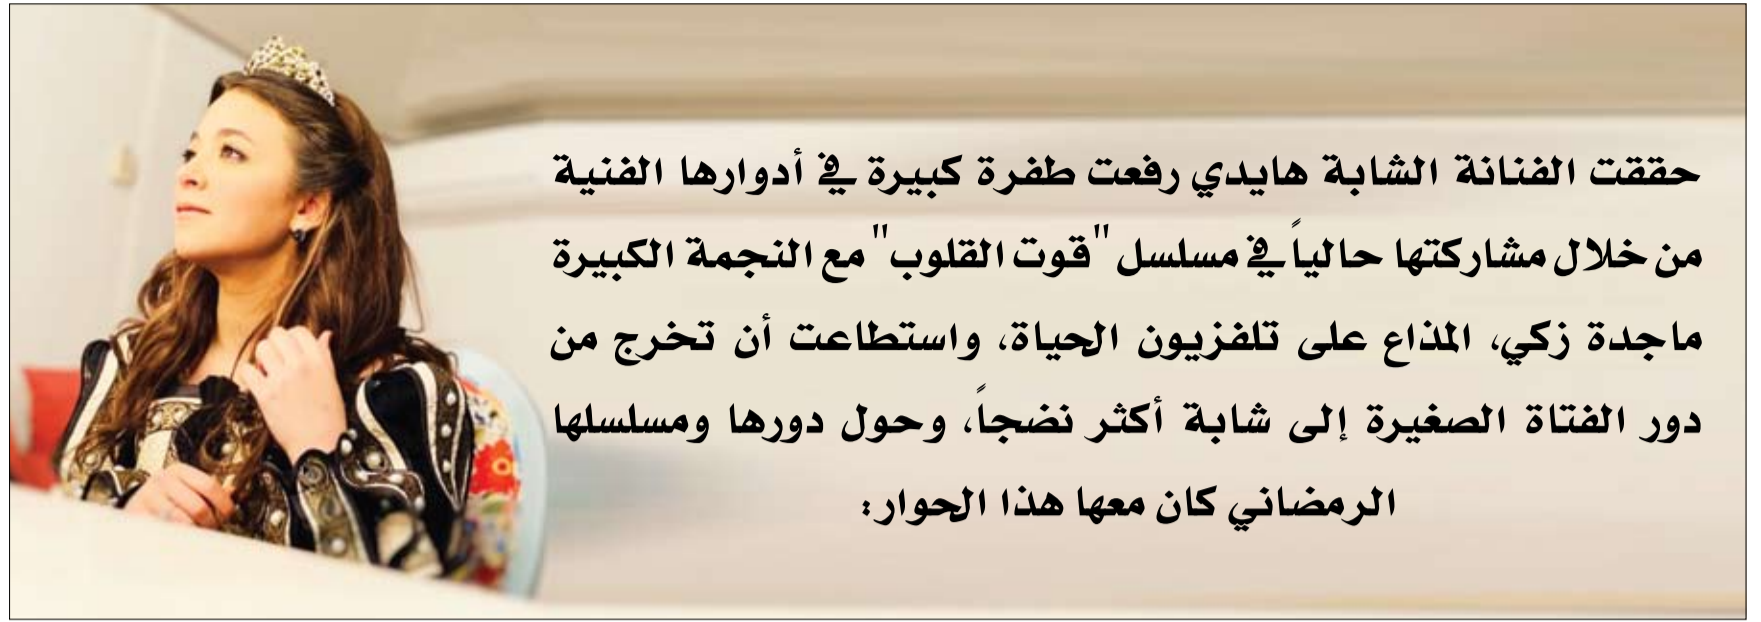 حققت الفنانة الشابة هايدي رفعت طفرة كبيرة في أدوارها الفنية
من خلال مشاركتها حالياً في مسلسل "قوت القلوب" مع النجمة الكبيرة
ماجدة زكي، المذاع على تلفزيون الحياة، واستطاعت أن تخرج من
دور الفتاة الصغيرة إلى شابة أكثر نضجاً، وحول دورها ومسلسلها
الرمضاني كان معها هذا الحوار: